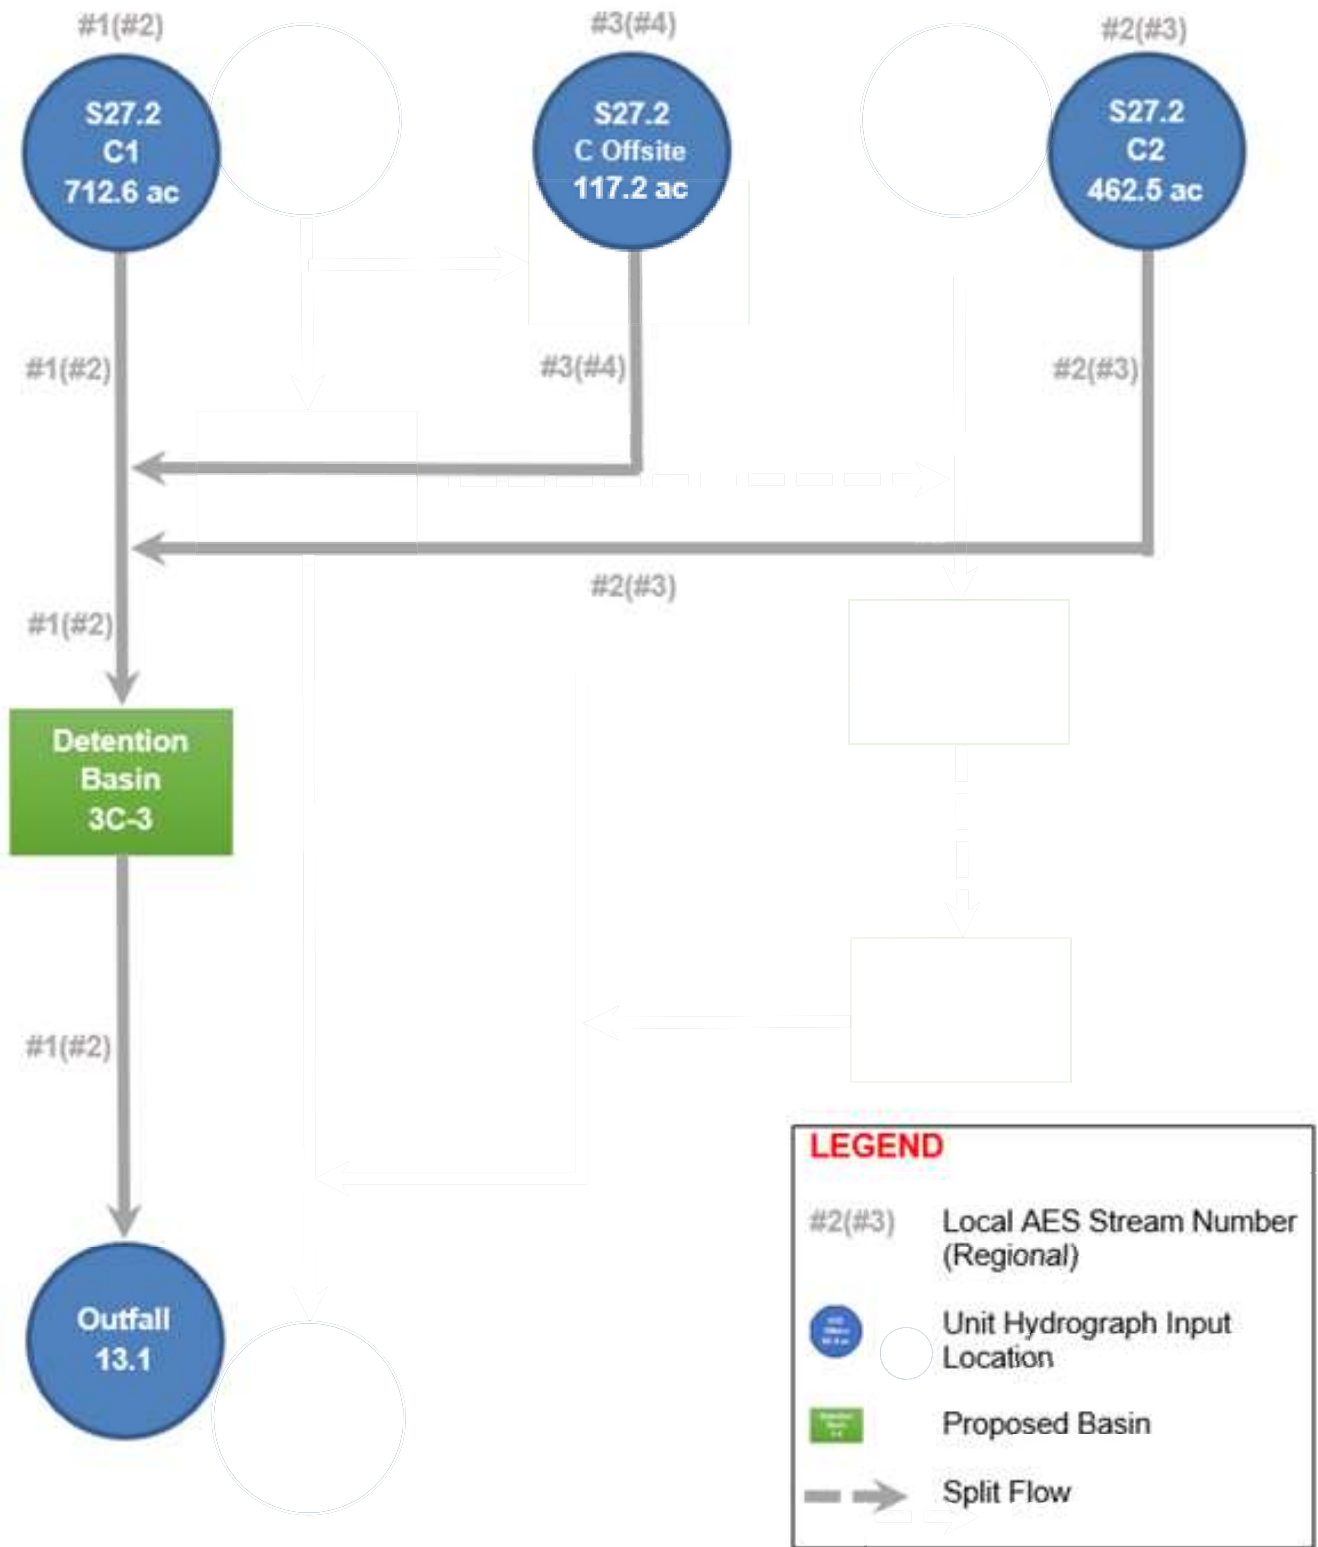 #1(#2)
#3(#4)
#2(#3)
S27.2
C1
712.6 ac
S27.2
C Offsite
117.2 ac
S27.2
C2
462.5 ac
#1(#2)
#3(#4)
#2(#3)
#2(#3)
#1(#2)
Detention
Basin
3C-3
#1(#2)
Outfall
13.1
LEGEND
#2(#3)
Local AES Stream Number
(Regional)
Unit Hydrograph Input
Location
Proposed Basin
Split Flow